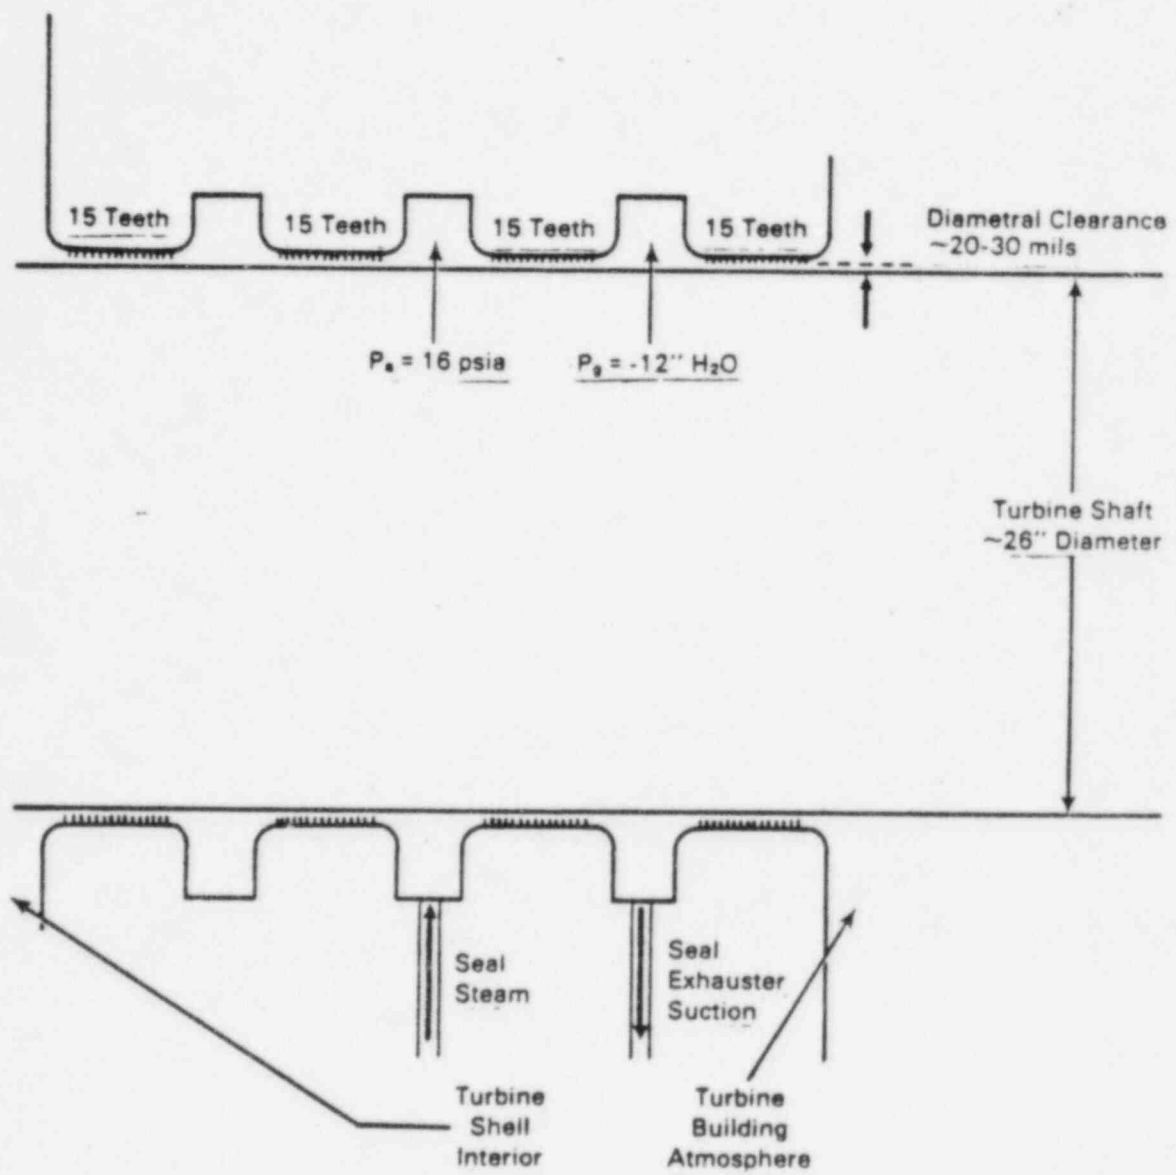 15 Teeth
15 Teeth
15 Teeth
15 Teeth
Diametral Clearance
~20-30 mils
Pₛ = 16 psia
P₉ = -12'' H₂O
Turbine Shaft
~26'' Diameter
Seal
Steam
Seal
Exhauster
Suction
Turbine
Shell
Interior
Turbine
Building
Atmosphere